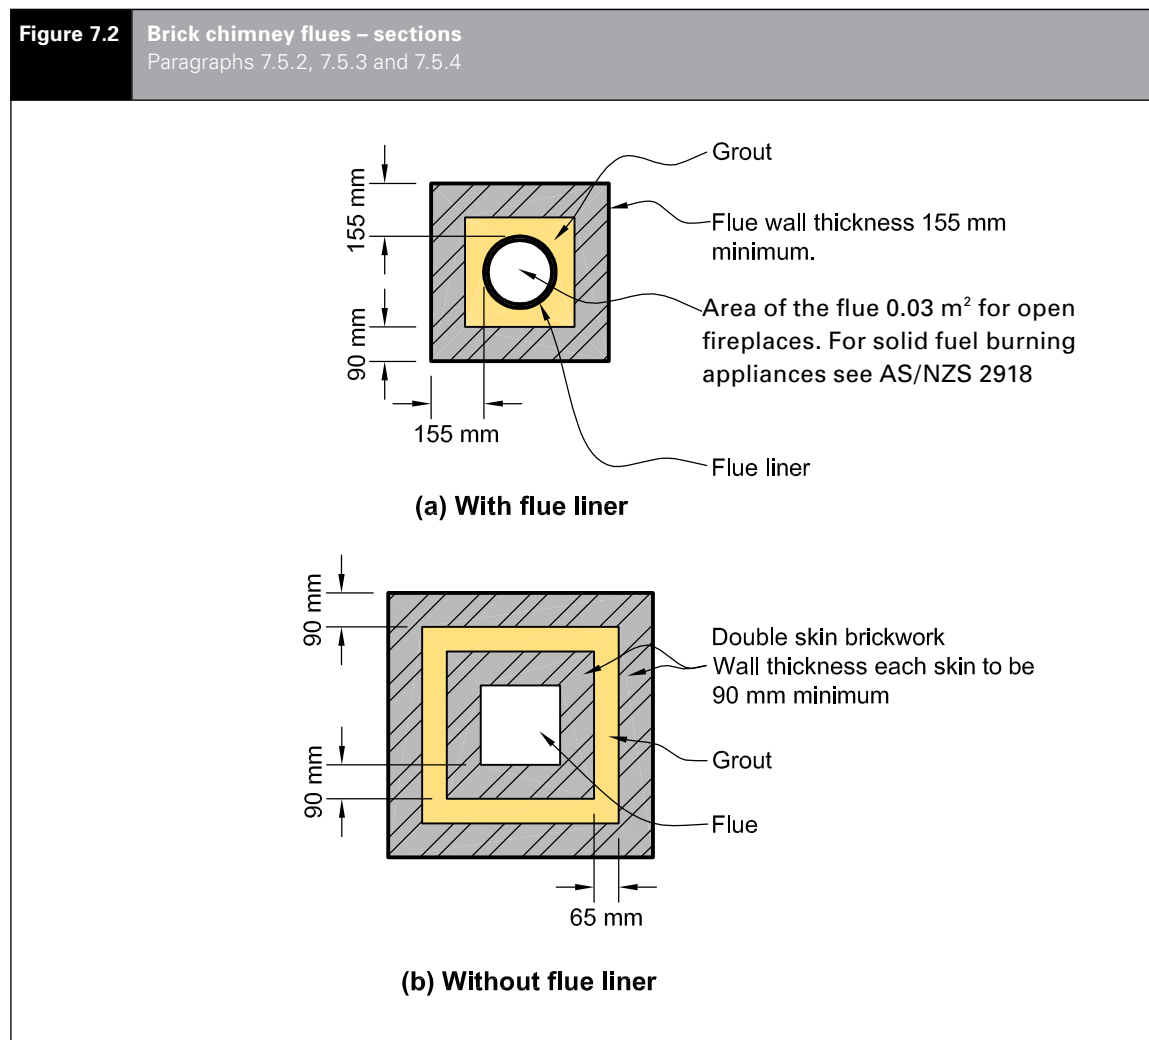 Figure 7.2
Brick chimney flues – sections
Paragraphs 7.5.2, 7.5.3 and 7.5.4
Grout
155 mm
Flue wall thickness 155 mm
minimum.
Area of the flue 0.03 m² for open
fireplaces. For solid fuel burning
appliances see AS/NZS 2918
90 mm
155 mm
Flue liner
(a) With flue liner
90 mm
Double skin brickwork
Wall thickness each skin to be
90 mm minimum
Grout
90 mm
Flue
65 mm
(b) Without flue liner